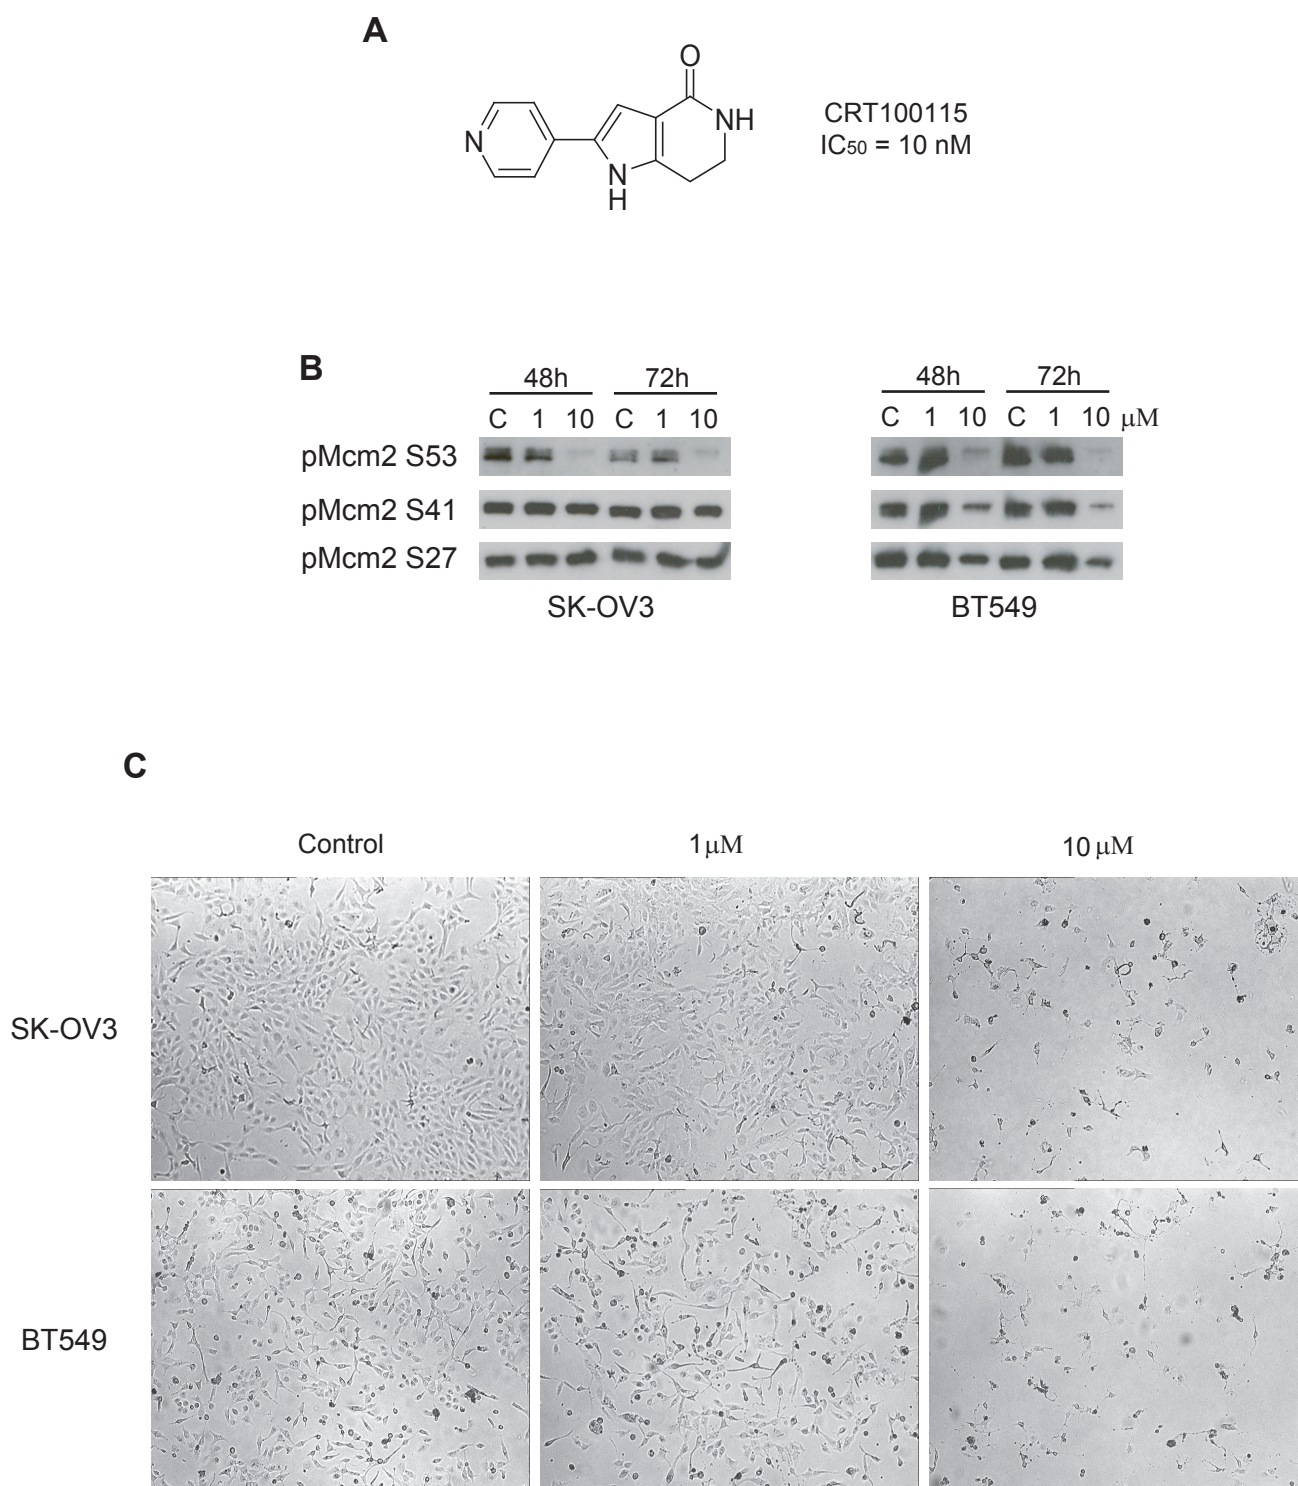 A
O
N
NH
N
H
CRT100115
IC50 = 10 nM
B
48h 72h
C 1 10 C 1 10
48h 72h
C 1 10 C 1 10 μM
pMcm2 S53
pMcm2 S41
pMcm2 S27
SK-OV3
BT549
C
Control
1μM
10 μM
SK-OV3
BT549